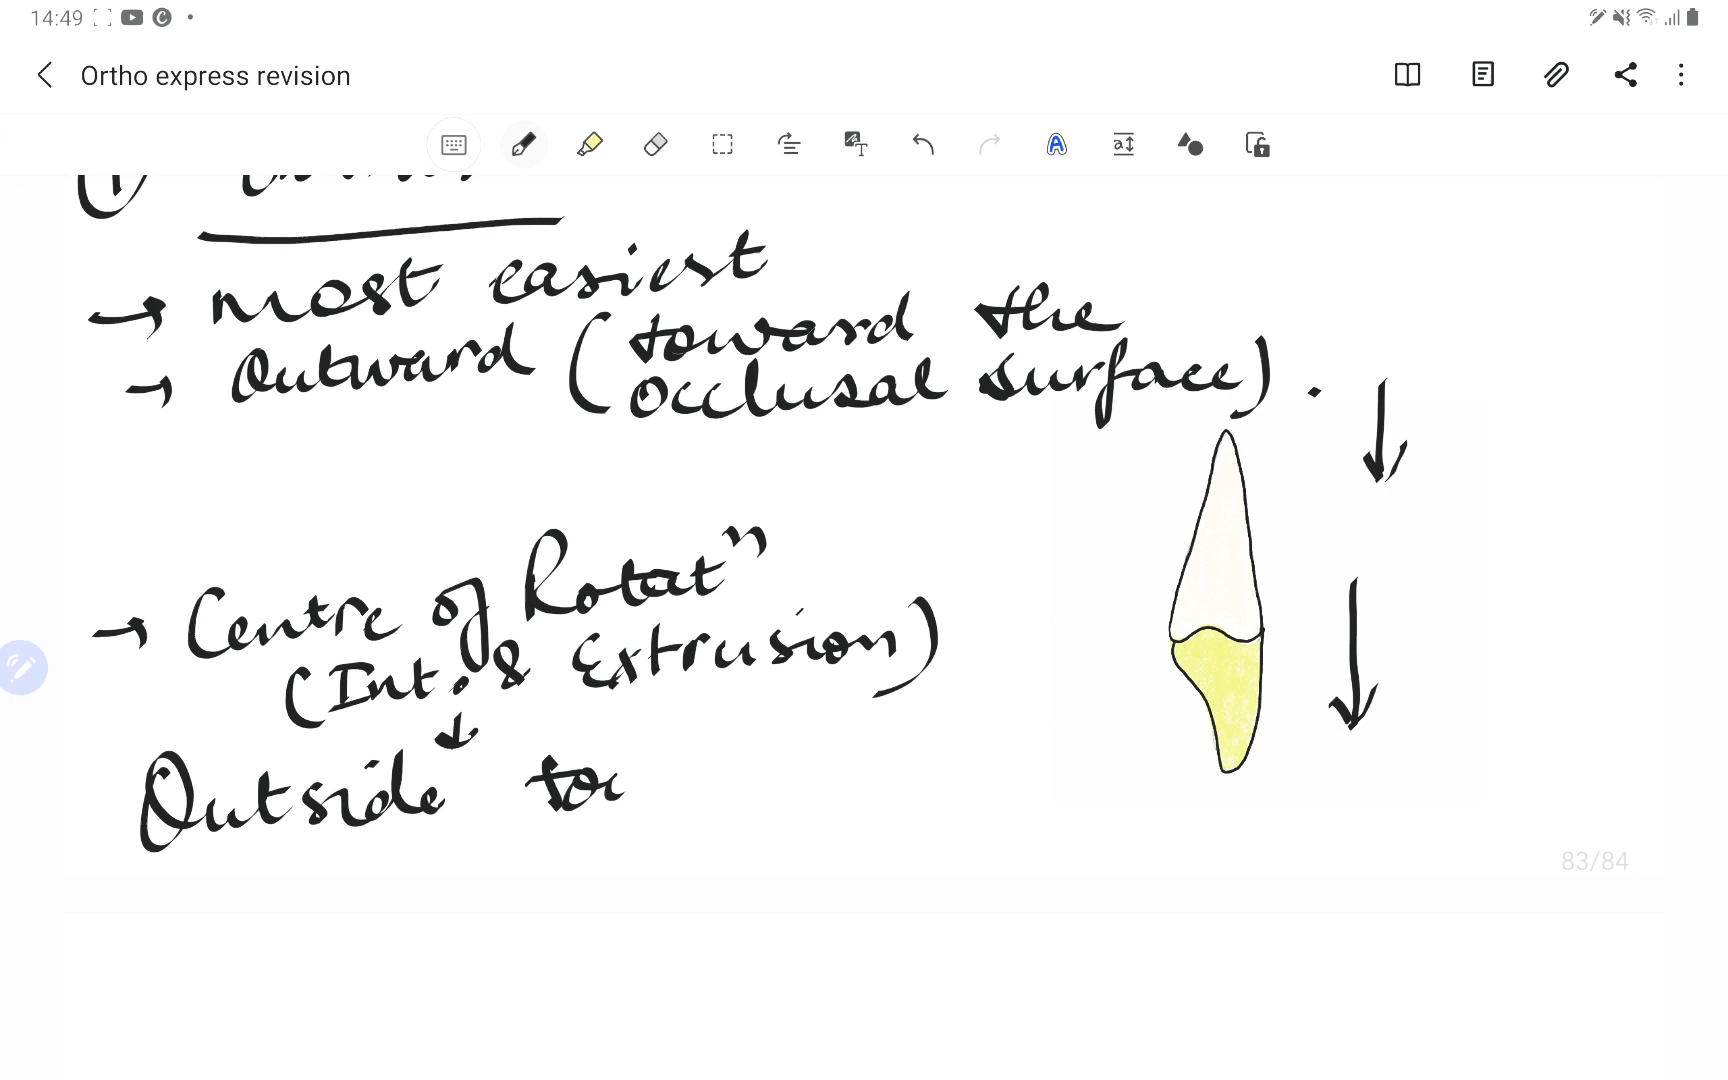 14:49
Ortho express revision
→ most easiest
→ Outward (toward the
occlusal surface).
→ Centre of Rotatⁿ
(Int. & Extrusion)
↓
Outside
83/84